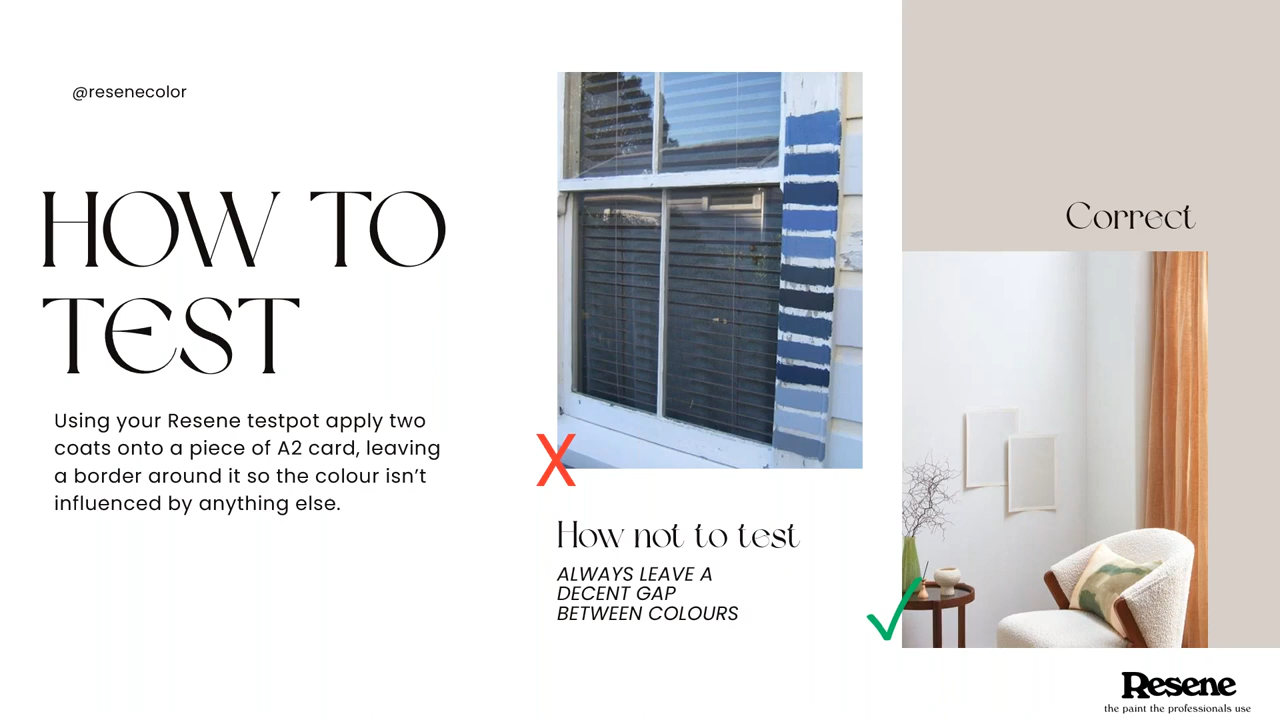 @resenecolor
HOW TO
TEST
Using your Resene testpot apply two
coats onto a piece of A2 card, leaving
a border around it so the colour isn’t
influenced by anything else.
X
How not to test
ALWAYS LEAVE A
DECENT GAP
BETWEEN COLOURS
Correct
Resene
the paint the professionals use